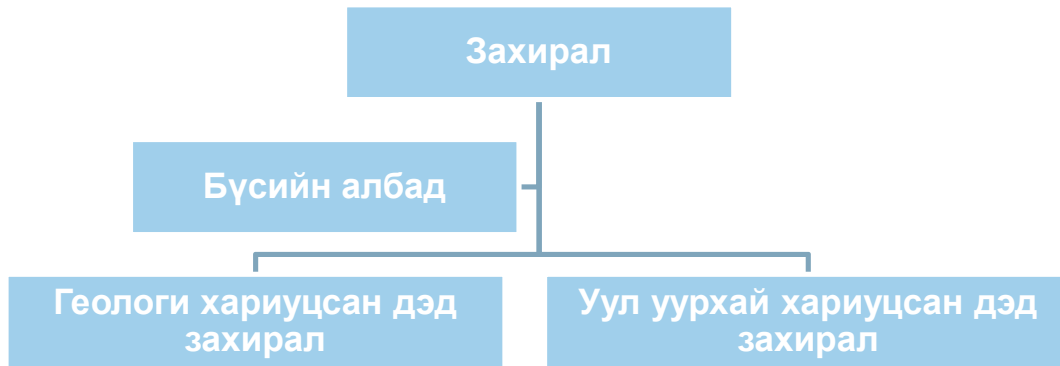 Захирал
Бүсийн албад
Геологи хариуцсан дэд
захирал
Уул уурхай хариуцсан дэд
захирал